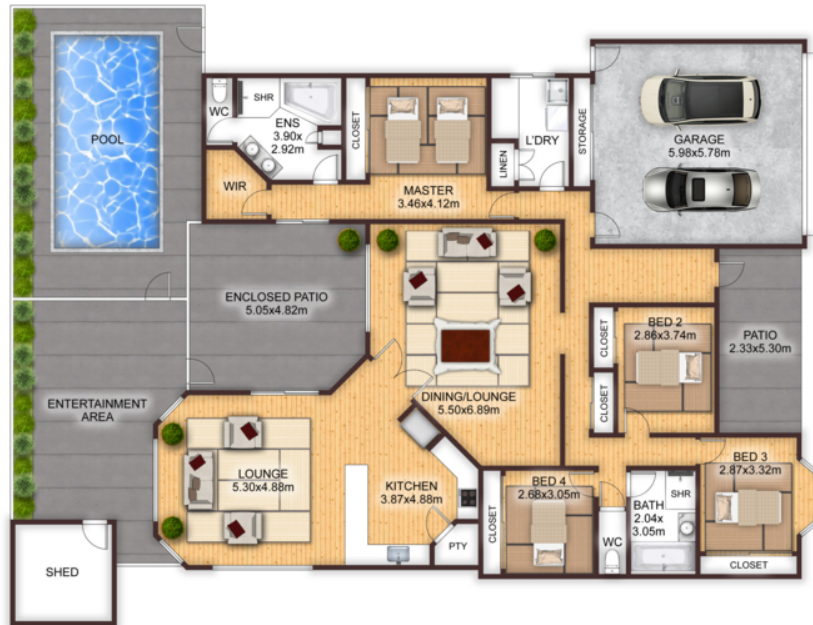 POOL
WC
SHR
ENS
3.90x
2.92m
CLOSET
WIR
MASTER
3.46x4.12m
LINEN
L'DRY
STORAGE
GARAGE
5.98x5.78m
ENCLOSED PATIO
5.05x4.82m
ENTERTAINMENT
AREA
DINING/LOUNGE
5.50x6.89m
CLOSET
BED 2
2.86x3.74m
CLOSET
PATIO
2.33x5.30m
LOUNGE
5.30x4.88m
KITCHEN
3.87x4.88m
PTY
CLOSET
BED 4
2.68x3.05m
WC
BATH
2.04x
3.05m
SHR
BED 3
2.87x3.32m
CLOSET
SHED